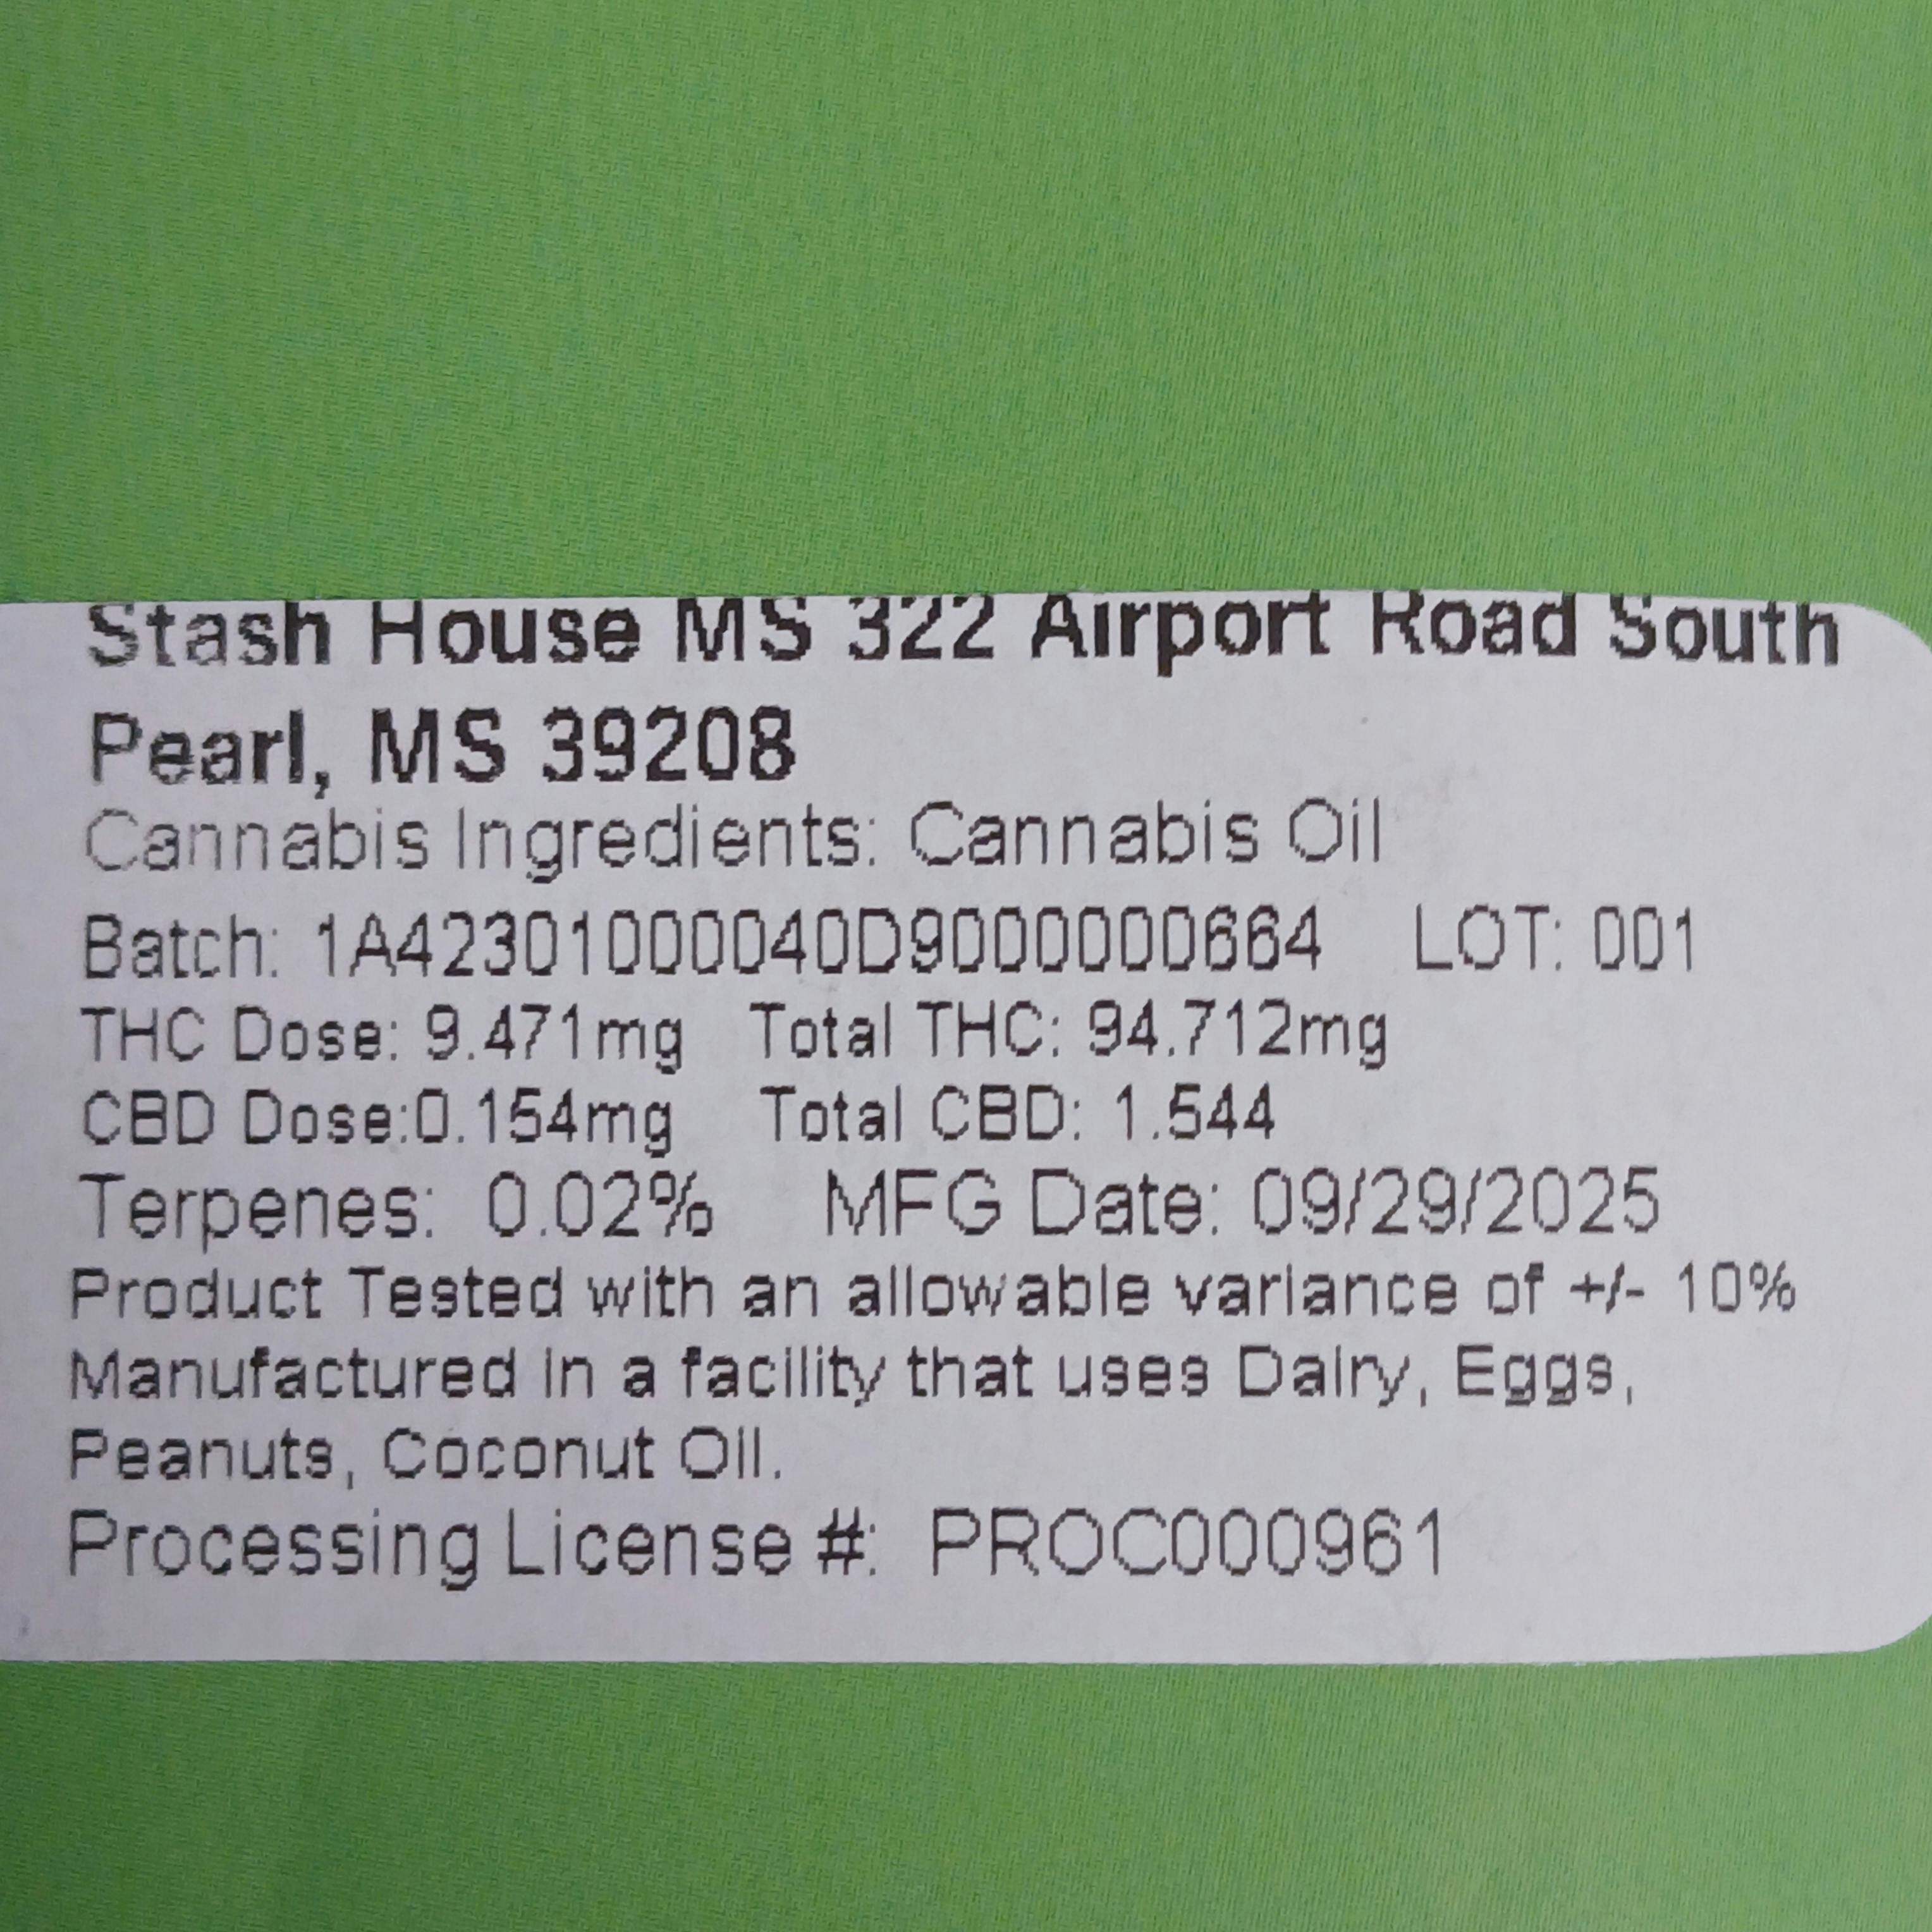 Stash House MS 322 Airport Road South
Pearl, MS 39208
Cannabis Ingredients: Cannabis Oil
Batch: 1A42301000040D9000000664 LOT: 001
THC Dose: 9.471mg Total THC: 94.712mg
CBD Dose:0.154mg Total CBD: 1.544
Terpenes: 0.02% MFG Date: 09/29/2025
Product Tested with an allowable variance of +/- 10%
Manufactured in a facility that uses Dairy, Eggs,
Peanuts, Coconut Oil.
Processing License #: PROC000961